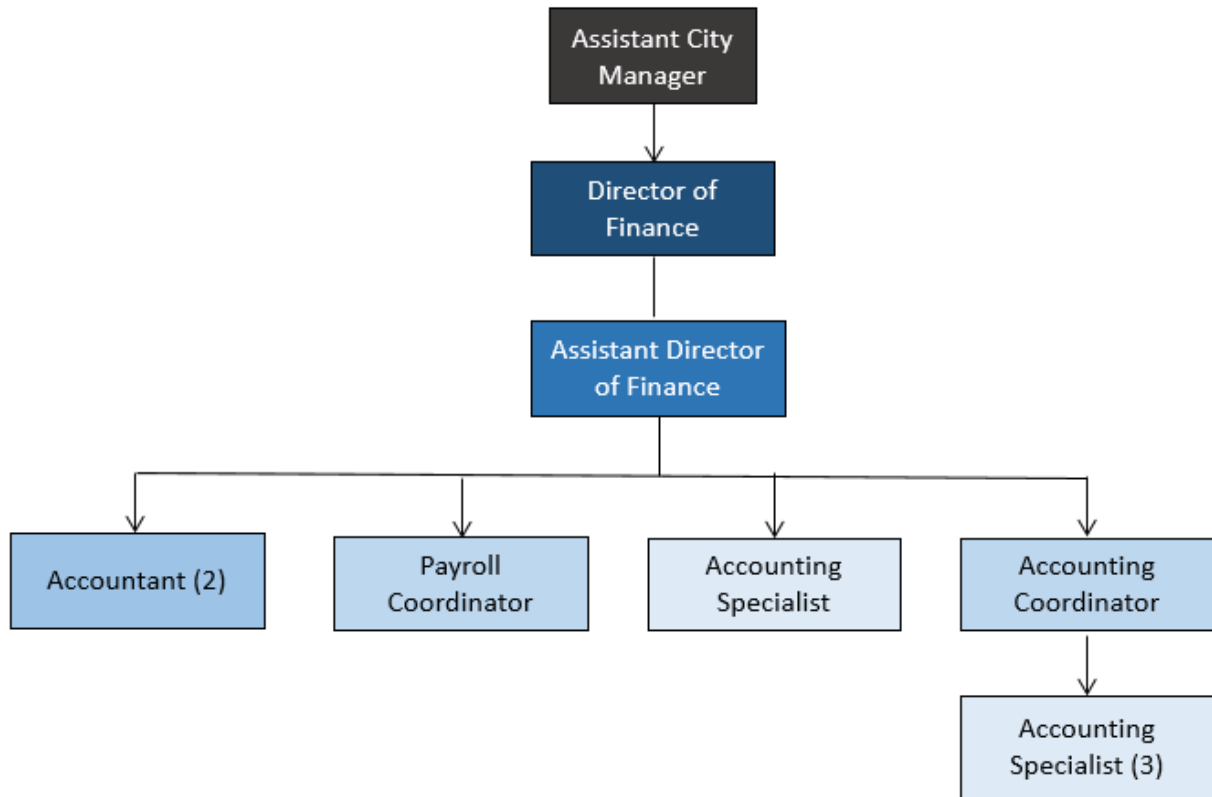 Assistant City
Manager
Director of
Finance
Assistant Director
of Finance
Accountant (2)
Payroll
Coordinator
Accounting
Specialist
Accounting
Coordinator
Accounting
Specialist (3)